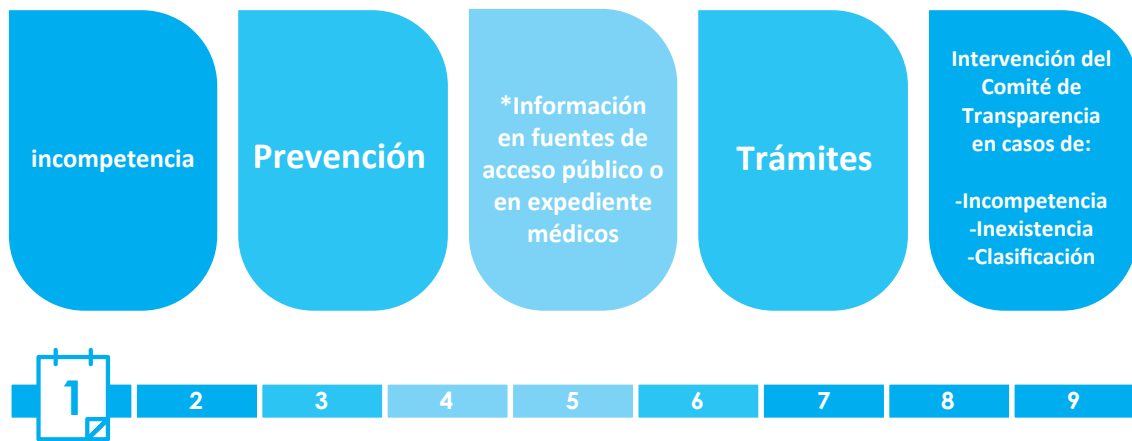 incompetencia
Prevención
*Información
en fuentes de
acceso público o
en expediente
médicos
Trámites
Intervención del
Comité de
Transparencia
en casos de:
-Incompetencia
-Inexistencia
-Clasificación
1 2 3 4 5 6 7 8 9